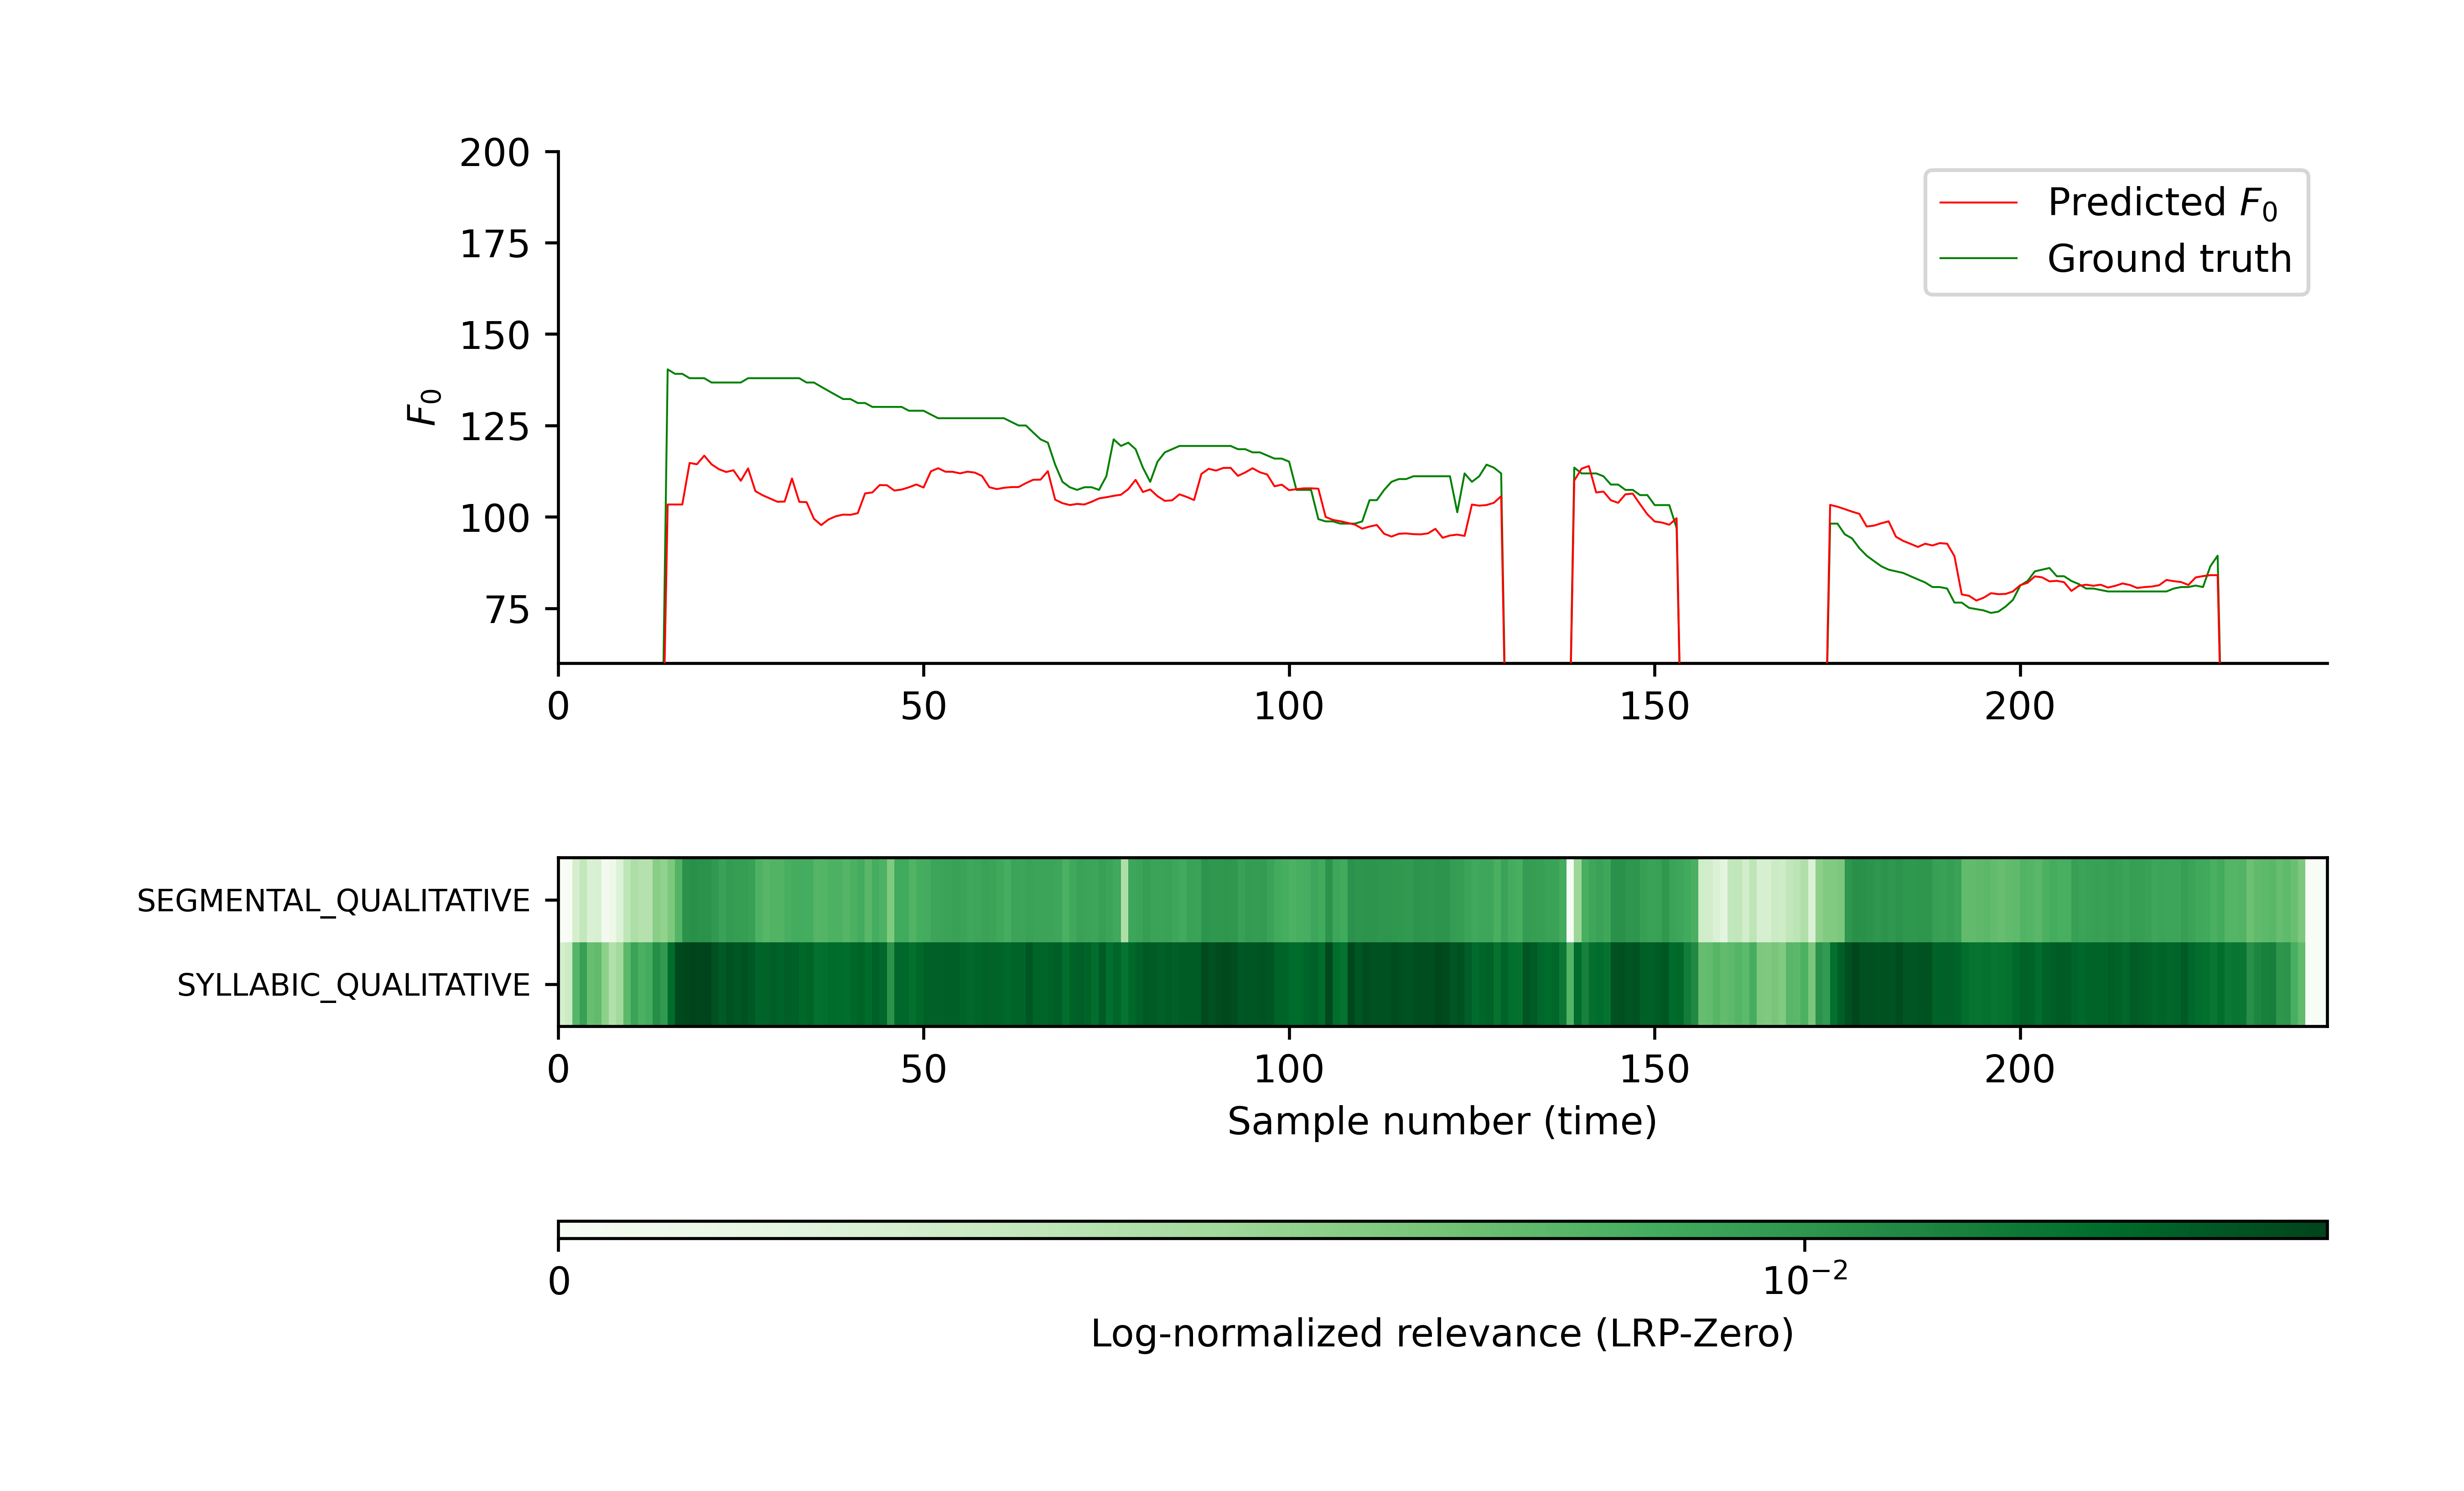 200
175
150
125
100
75
F0
Predicted F0
Ground truth
0 50 100 150 200
SEGMENTAL_QUALITATIVE
SYLLABIC_QUALITATIVE
0 50 100 150 200
Sample number (time)
0 10−2
Log-normalized relevance (LRP-Zero)